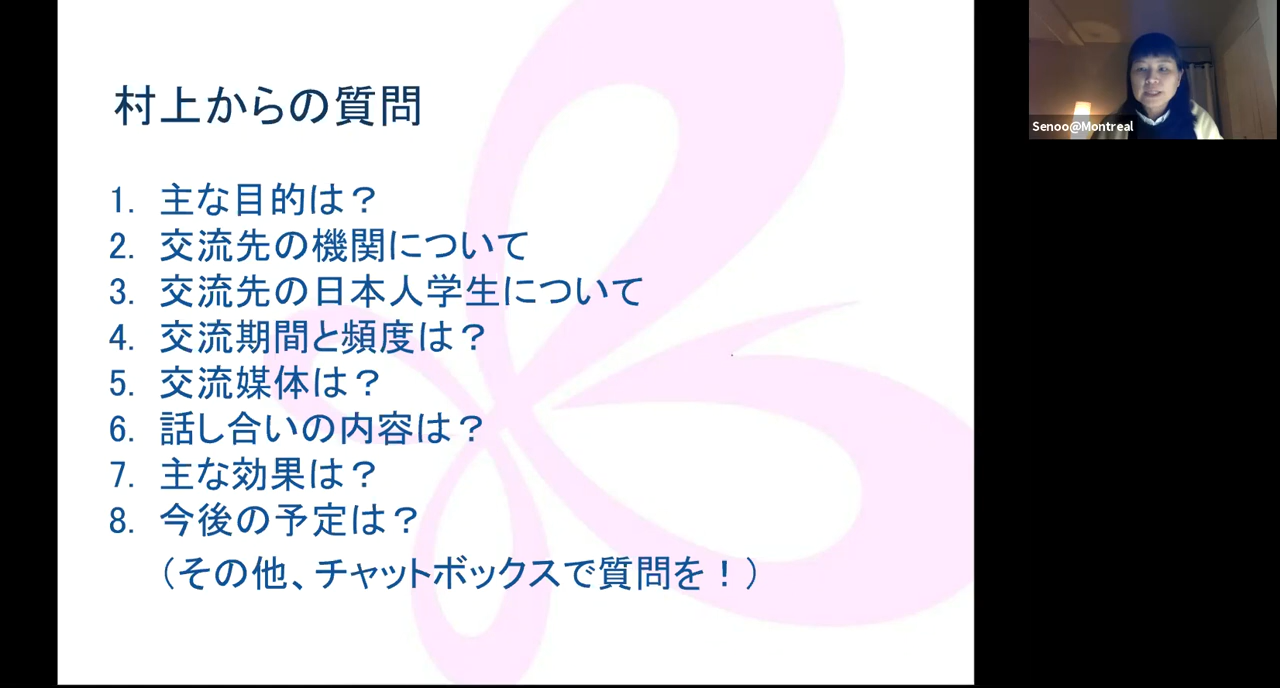 村上からの質問
1. 主な目的は？
2. 交流先の機関について
3. 交流先の日本人学生について
4. 交流期間と頻度は？
5. 交流媒体は？
6. 話し合いの内容は？
7. 主な効果は？
8. 今後の予定は？
（その他、チャットボックスで質問を！）
Senoo@Montreal